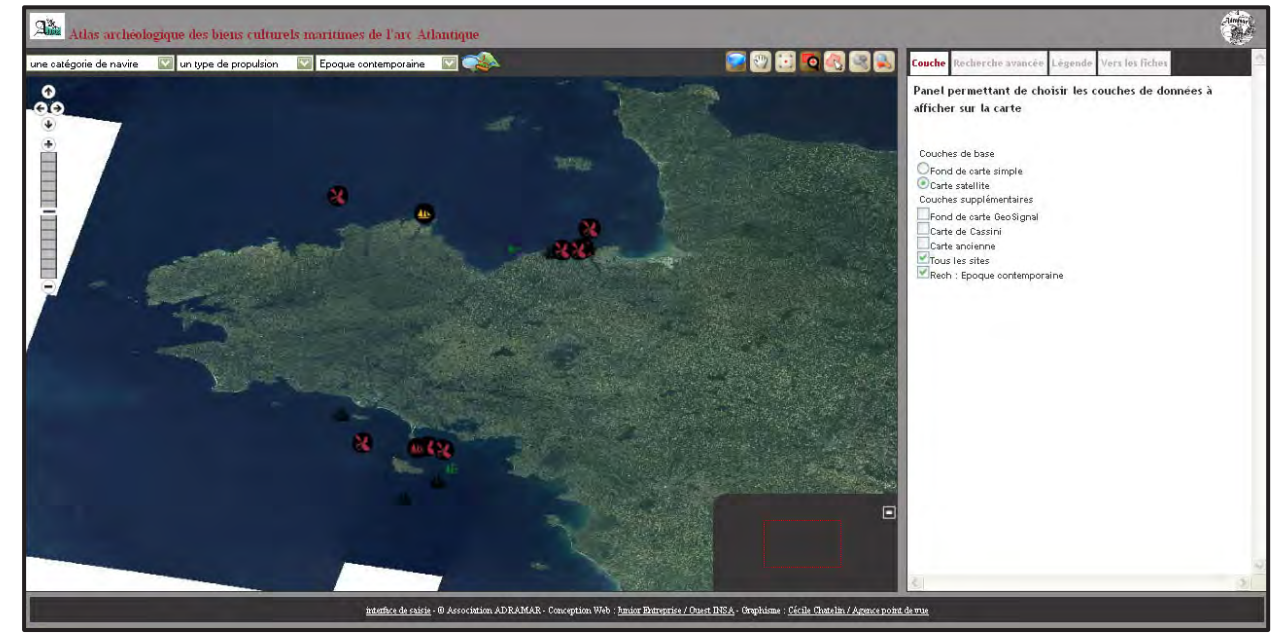 Atlas archéologique des biens culturels maritimes de l'arc Atlantique
une catégorie de navire un type de propulsion Epoque contemporaine
Couche Recherche avancée Légende Vers les fiches
Panel permettant de choisir les couches de données à
afficher sur la carte
Couches de base
Fond de carte simple
Carte satellite
Couches supplémentaires
Fond de carte GeoSignal
Carte de Cassini
Carte ancienne
Tous les sites
Rech : Epoque contemporaine
interface de saisie - © Association ADRAMAR - Conception Web : Junior Entreprise / Ouest INSA - Graphisme : Cécile Chatelin / Agence point de vue